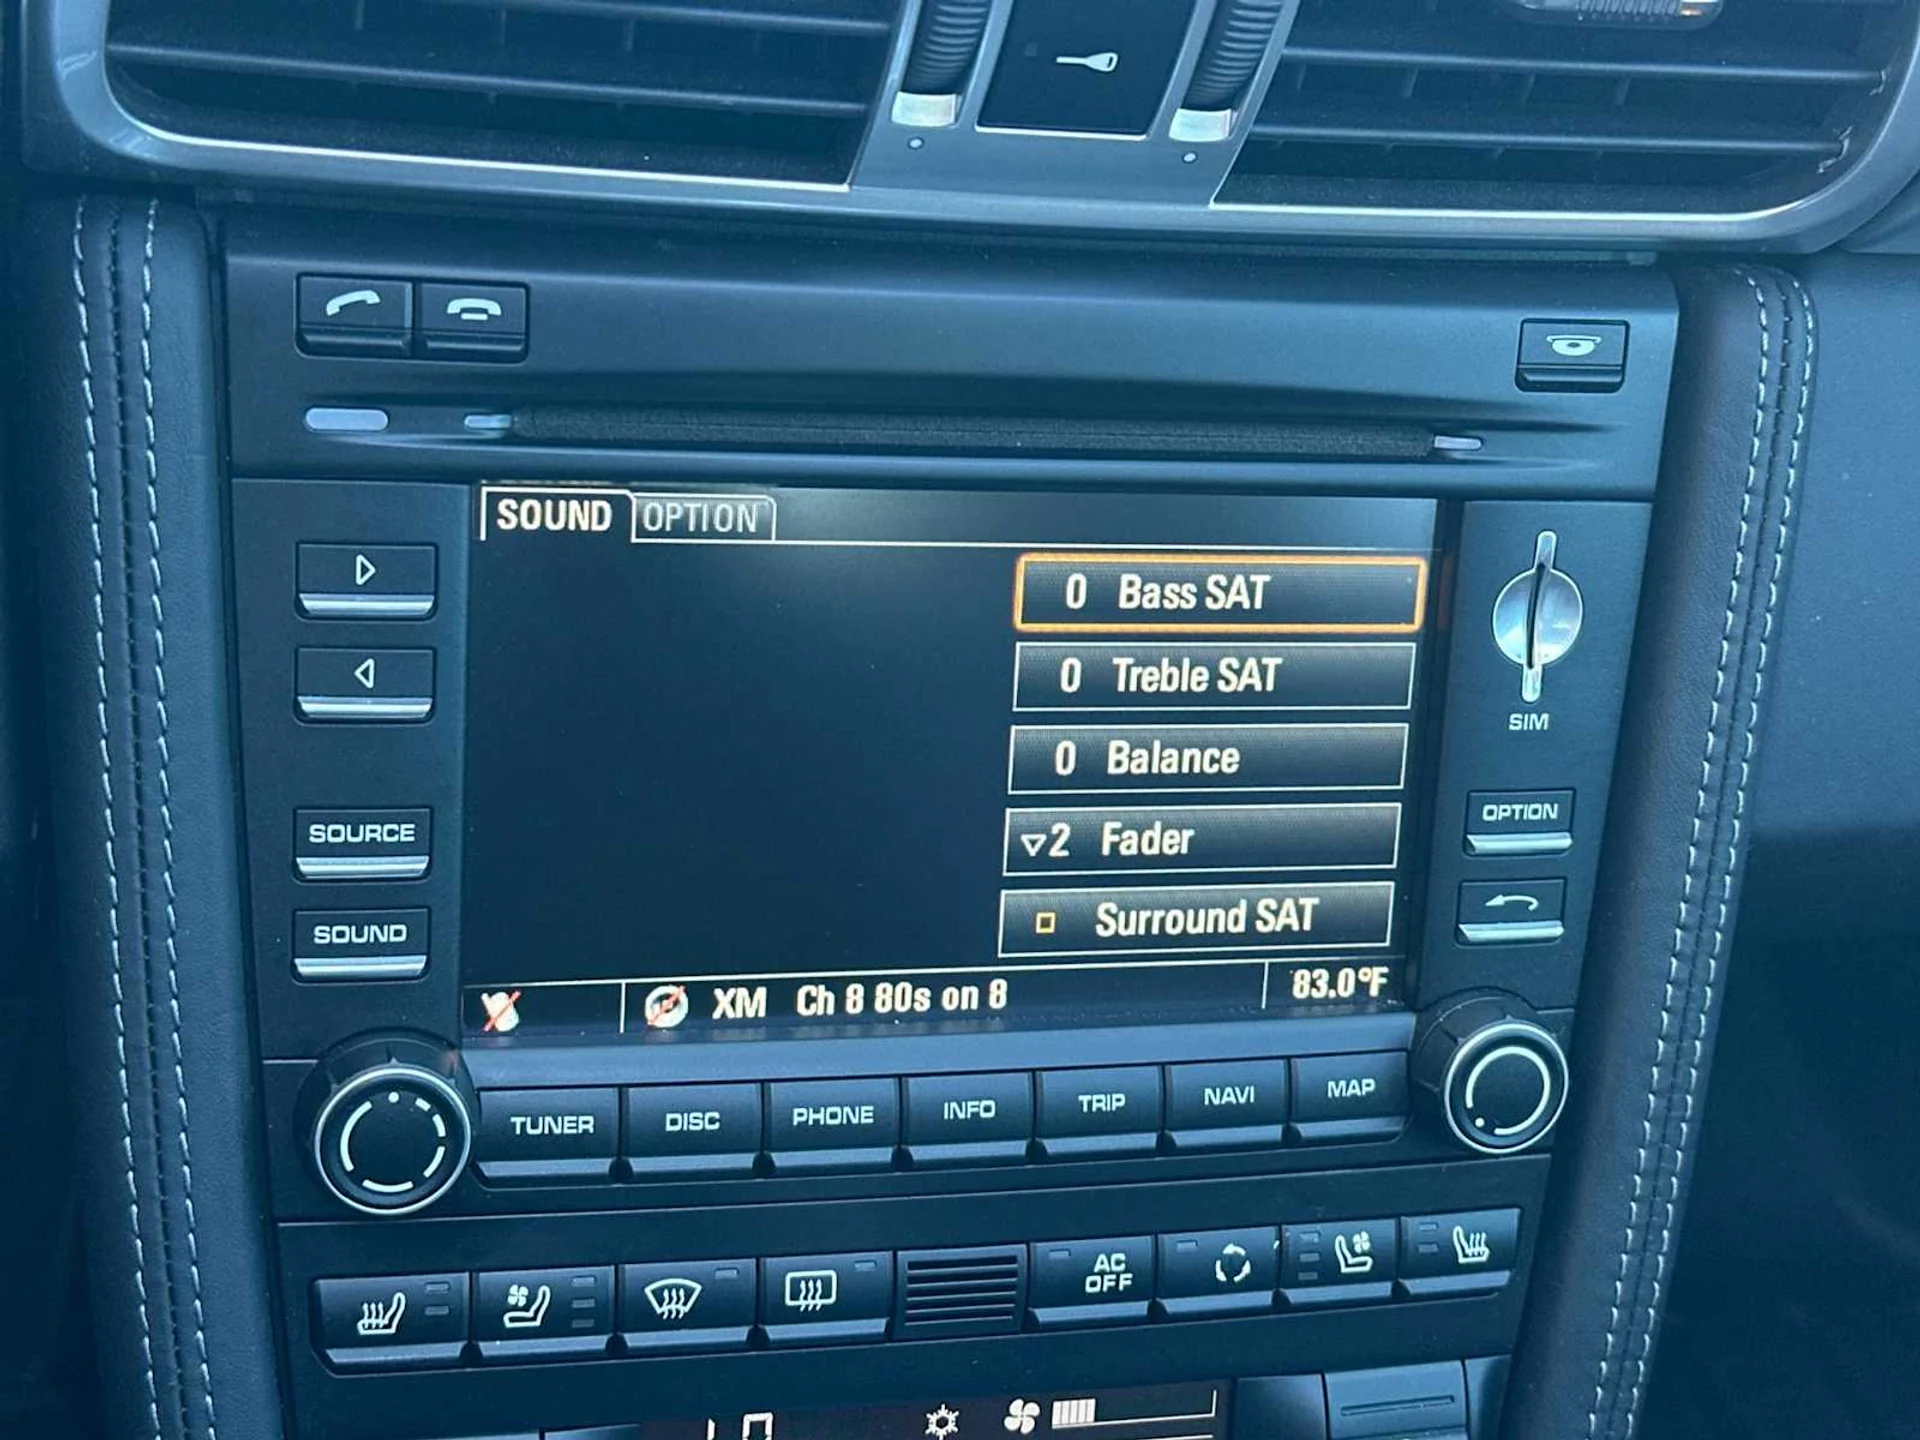 SOUND OPTION
0 Bass SAT
0 Treble SAT
0 Balance
▽2 Fader
Surround SAT
XM Ch 8 80s on 8 83.0°F
SIM
OPTION
SOURCE
SOUND
TUNER DISC PHONE INFO TRIP NAVI MAP
AC
OFF